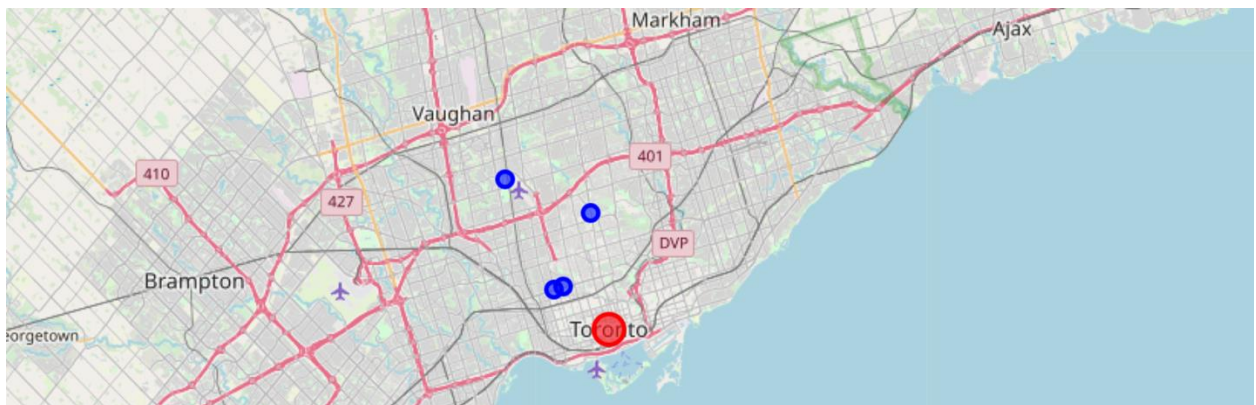 Markham
Ajax
Vaughan
401
410
427
DVP
Brampton
Toronto
eorgetown